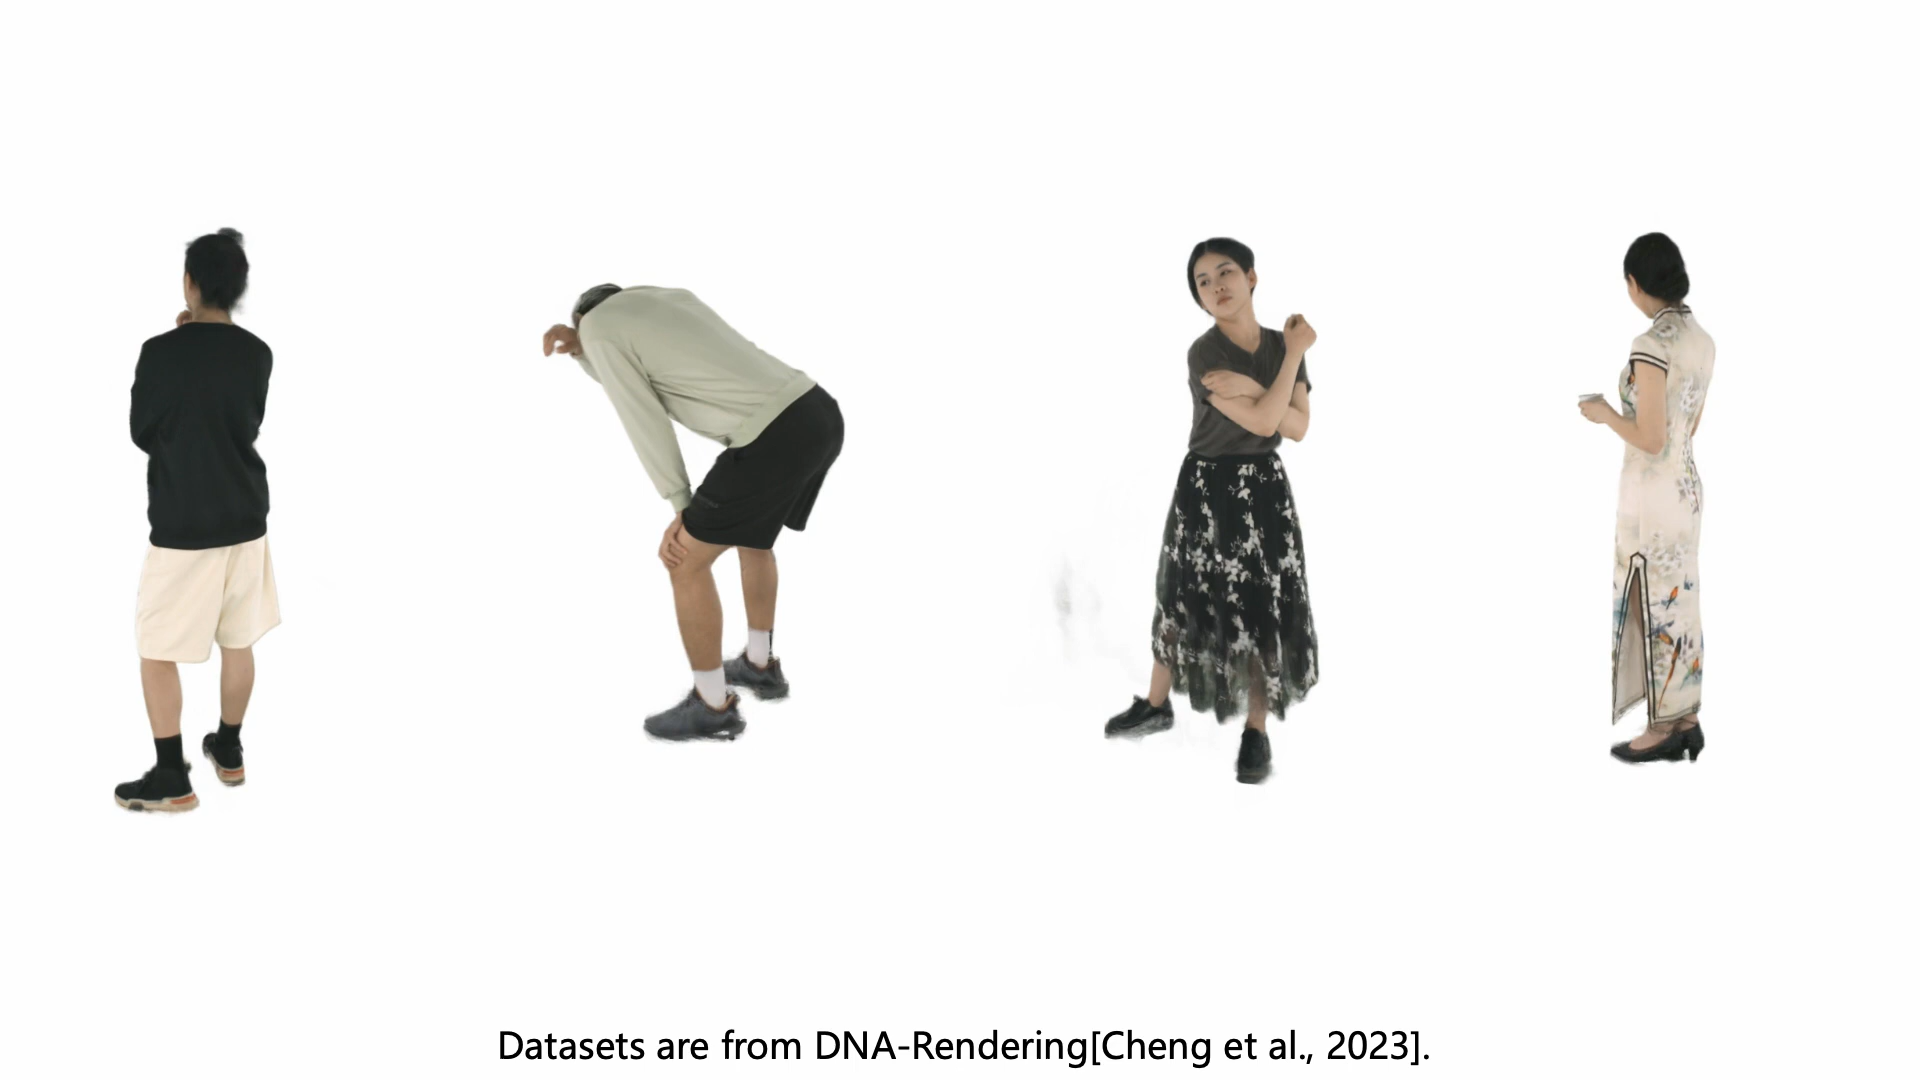 Datasets are from DNA-Rendering[Cheng et al., 2023].